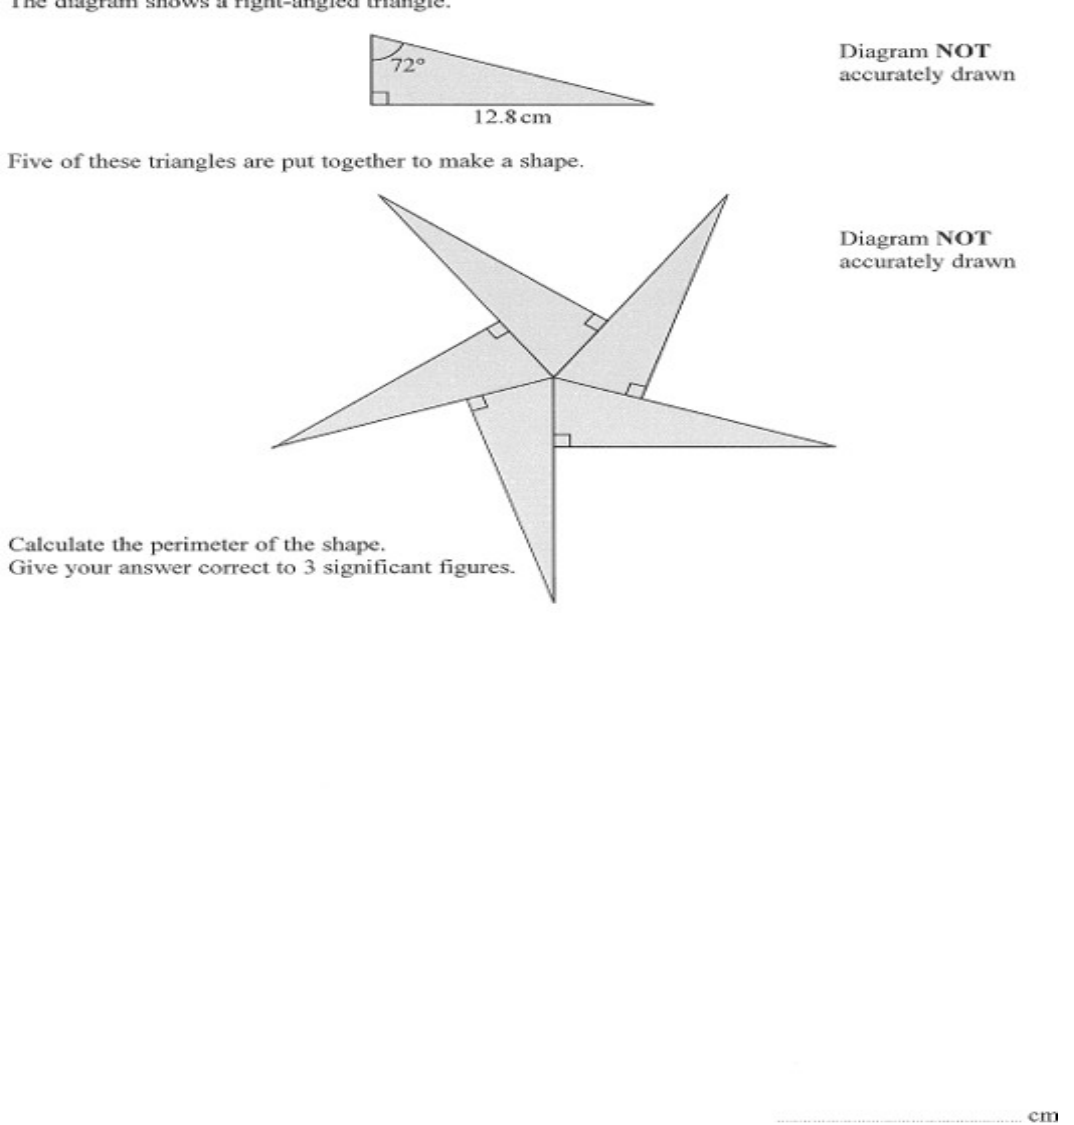 The diagram shows a right-angled triangle.
72°
12.8 cm
Diagram NOT
accurately drawn
Five of these triangles are put together to make a shape.
Diagram NOT
accurately drawn
Calculate the perimeter of the shape.
Give your answer correct to 3 significant figures.
cm